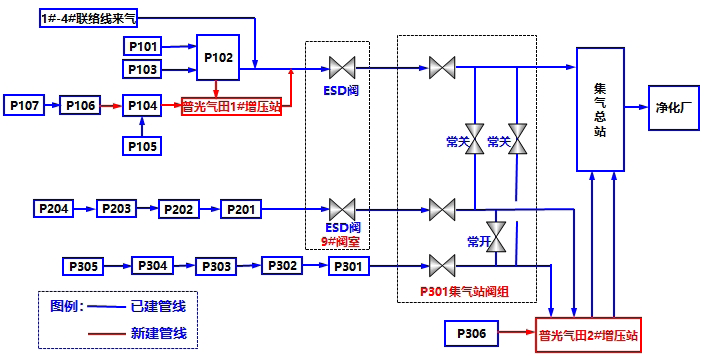 1#-4#联络线来气
P101
P102
P103
P107
P106
P104
普光气田1#增压站
P105
ESD阀
常关
常关
集气总站
净化厂
P204
P203
P202
P201
ESD阀
9#阀室
常开
P305
P304
P303
P302
P301
P301集气站阀组
图例：
已建管线
新建管线
P306
普光气田2#增压站